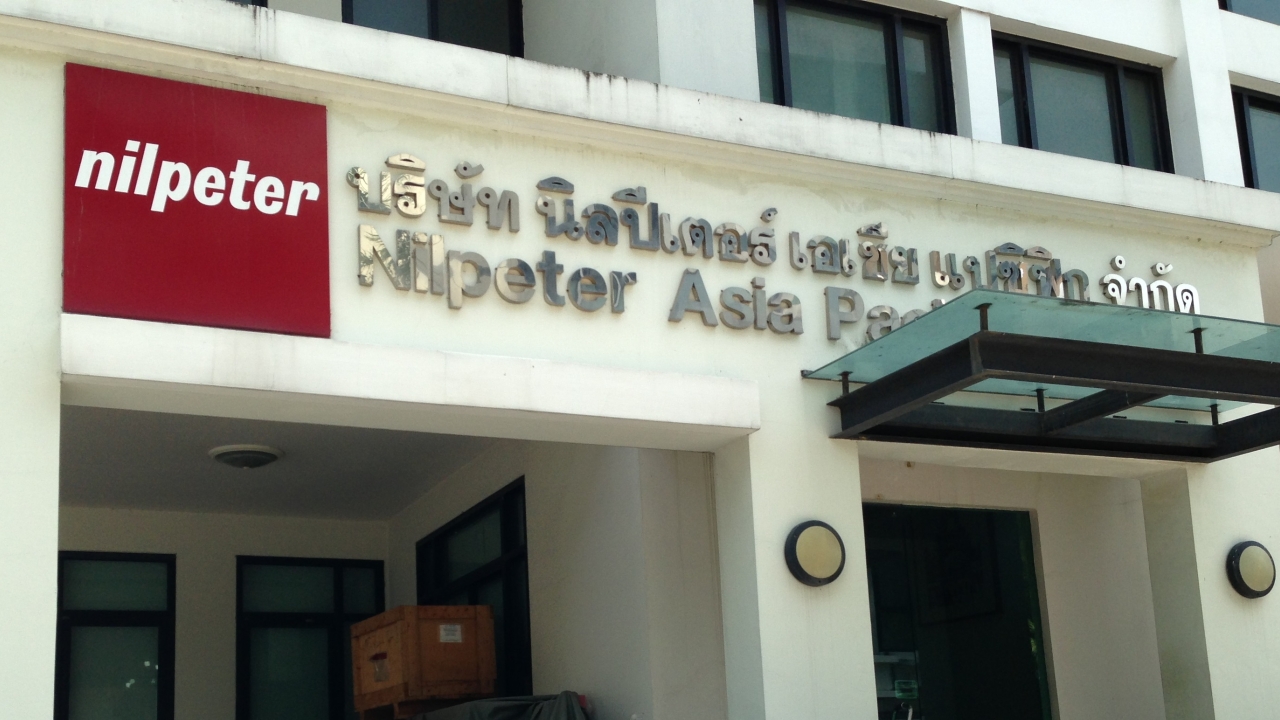 nilpeter
บริษัท นิลปีเตอร์ เอเชีย แปซิฟิก จำกัด
Nilpeter Asia